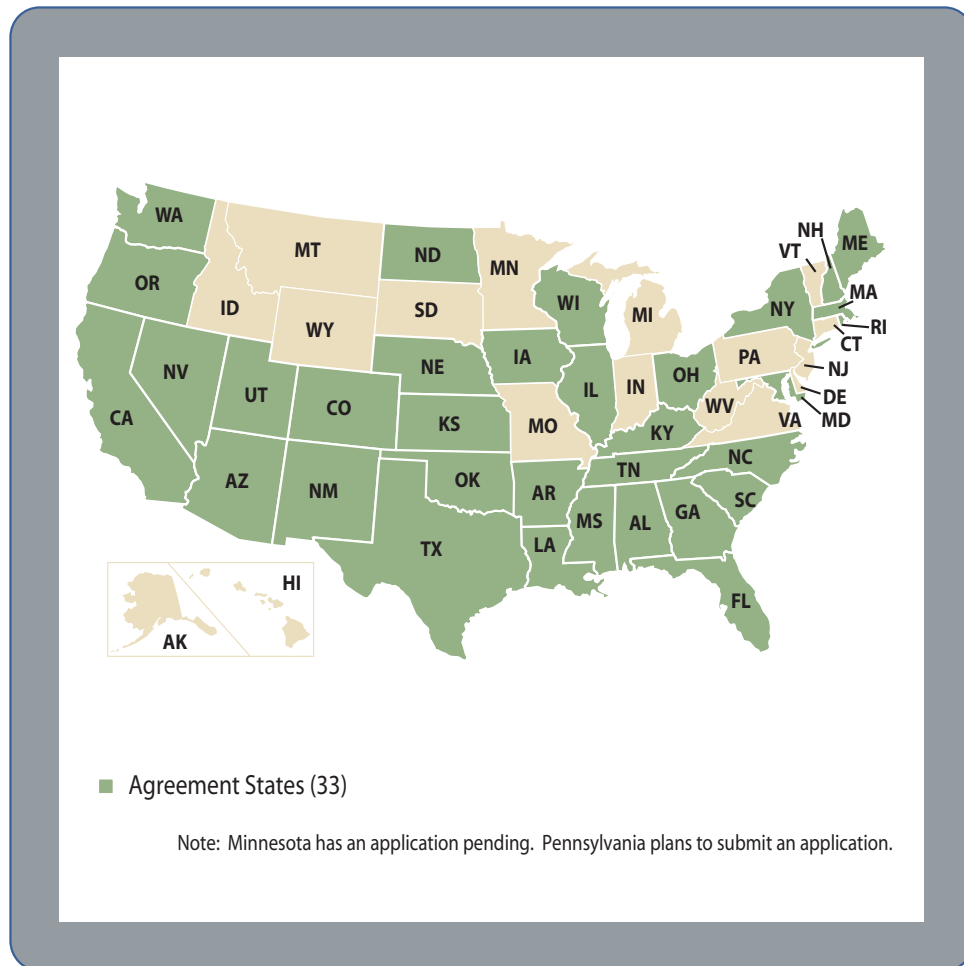 WA
MT
ND
MN
NH
ME
VT
OR
ID
SD
WI
MI
NY
MA
WY
RI
CT
NV
NE
IA
PA
NJ
UT
CO
IL
IN
OH
DE
CA
KS
MO
WV
VA
MD
KY
AZ
NM
OK
AR
TN
NC
SC
TX
LA
MS
AL
GA
HI
AK
FL
Agreement States (33)
Note: Minnesota has an application pending. Pennsylvania plans to submit an application.